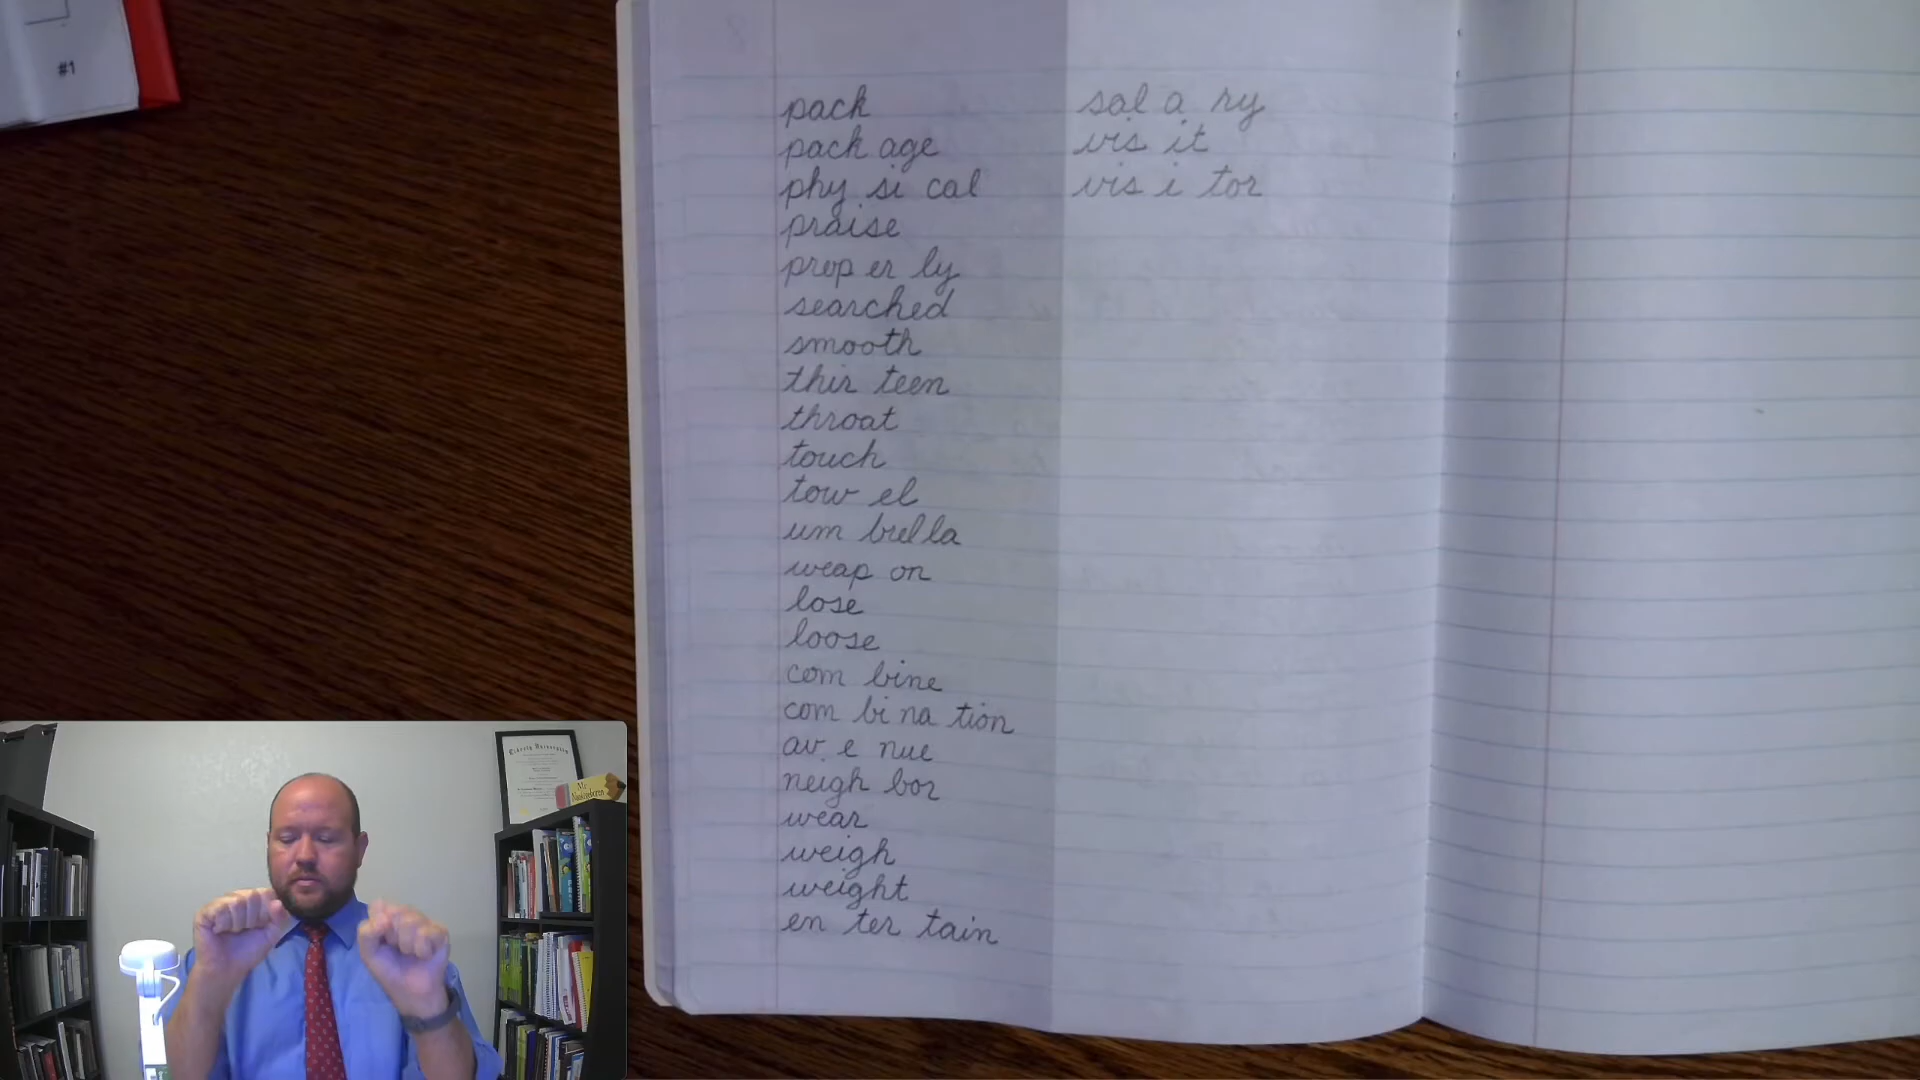 #1
pack
pack age
phy si cal
praise
prop er ly
searched
smooth
thir teen
throat
touch
tow el
um brel la
weap on
lose
loose
com bine
com bi na tion
av e nue
neigh bor
wear
weigh
weight
en ter tain
sal a ry
vis it
vis i tor
Mr.